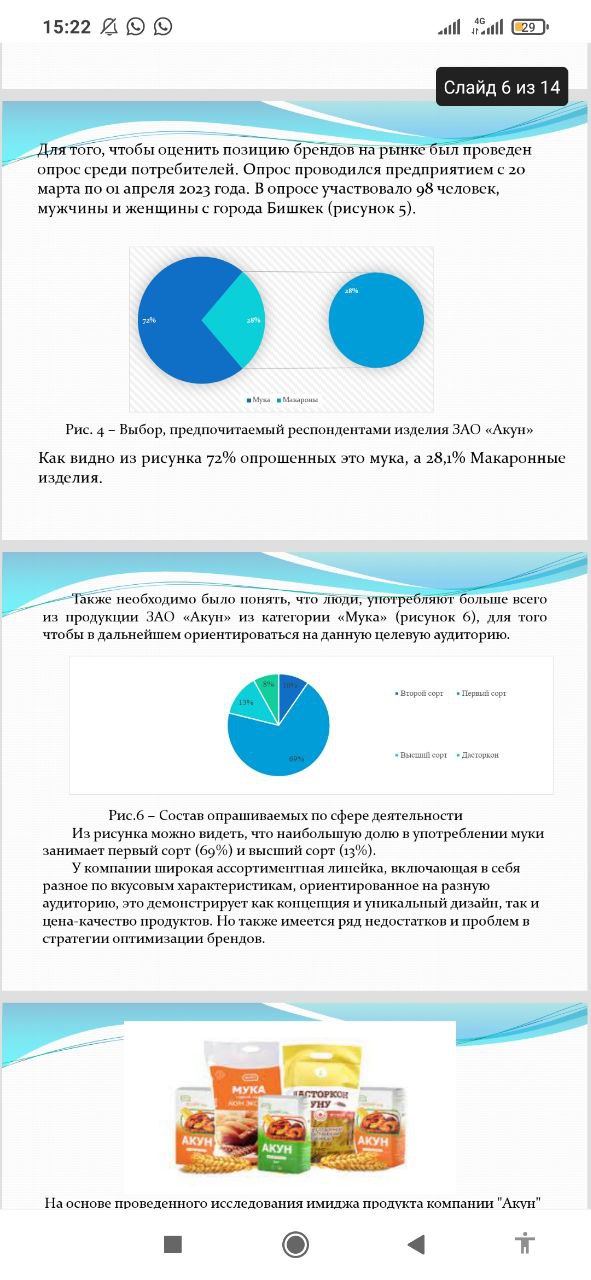 15:22
4G
29
Слайд 6 из 14
Для того, чтобы оценить позицию брендов на рынке был проведен
опрос среди потребителей. Опрос проводился предприятием с 20
марта по 01 апреля 2023 года. В опросе участвовало 98 человек,
мужчины и женщины с города Бишкек (рисунок 5).
72%
28%
28%
Мука Макароны
Рис. 4 – Выбор, предпочитаемый респондентами изделия ЗАО «Акун»
Как видно из рисунка 72% опрошенных это мука, а 28,1% Макаронные
изделия.
Также необходимо было понять, что люди, употребляют больше всего
из продукции ЗАО «Акун» из категории «Мука» (рисунок 6), для того
чтобы в дальнейшем ориентироваться на данную целевую аудиторию.
8%
10%
13%
69%
Второй сорт Первый сорт
Высший сорт Дасторкон
Рис.6 – Состав опрашиваемых по сфере деятельности
Из рисунка можно видеть, что наибольшую долю в употреблении муки
занимает первый сорт (69%) и высший сорт (13%).
У компании широкая ассортиментная линейка, включающая в себя
разное по вкусовым характеристикам, ориентированное на разную
аудиторию, это демонстрирует как концепция и уникальный дизайн, так и
цена-качество продуктов. Но также имеется ряд недостатков и проблем в
стратегии оптимизации брендов.
МУКА
ДАСТОРКОН
УНУ
АКУН
АКУН
АКУН
На основе проведенного исследования имиджа продукта компании "Акун"